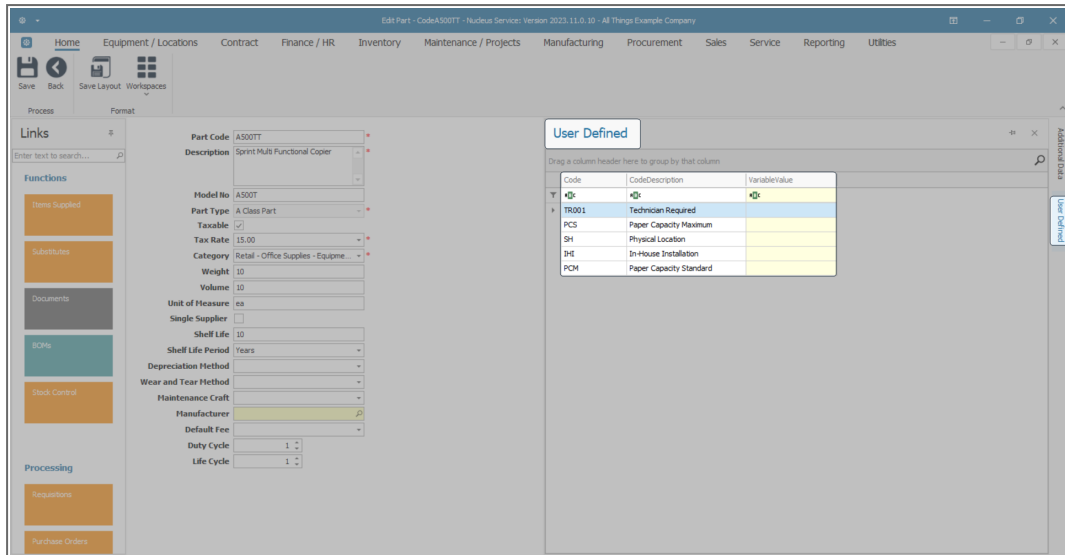 Edit Part - CodeA500TT - Nucleus Service: Version 2023.11.0.10 - All Things Example Company
Home Equipment / Locations Contract Finance / HR Inventory Maintenance / Projects Manufacturing Procurement Sales Service Reporting Utilities
Save Back Save Layout Workspaces
Process Format
Links
Enter text to search...
Functions
Items Supplied
Substitutes
Documents
BOMs
Stock Control
Processing
Requisitions
Purchase Orders
Part Code A500TT *
Description Sprint Multi Functional Copier *
Model No A500T
Part Type A Class Part *
Taxable
Tax Rate 15.00 *
Category Retail - Office Supplies - Equipme... *
Weight 10
Volume 10
Unit of Measure ea
Single Supplier
Shelf Life 10
Shelf Life Period Years
Depreciation Method
Wear and Tear Method
Maintenance Craft
Manufacturer
Default Fee
Duty Cycle 1
Life Cycle 1
User Defined
Drag a column header here to group by that column
Code CodeDescription VariableValue
TR001 Technician Required
PCS Paper Capacity Maximum
SH Physical Location
IHI In-House Installation
PCM Paper Capacity Standard
Additional Data
User Defined